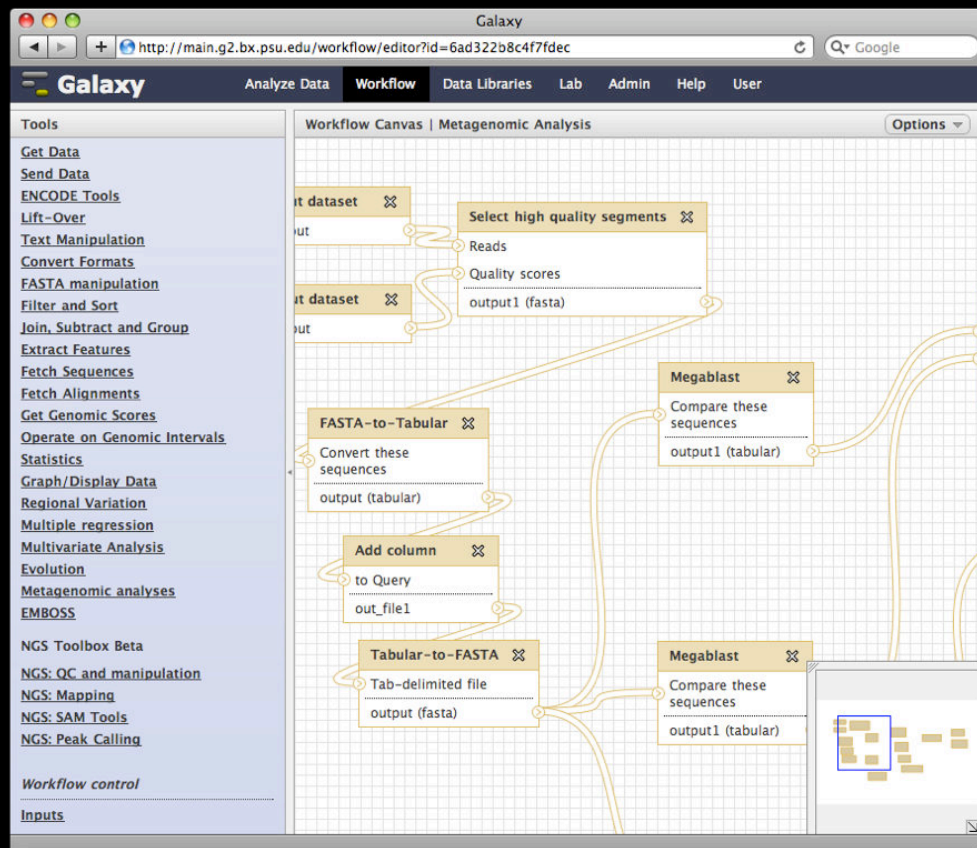 Galaxy
http://main.g2.bx.psu.edu/workflow/editor?id=6ad322b8c4f7fdec
Google
Galaxy
Analyze Data Workflow Data Libraries Lab Admin Help User
Tools
Get Data
Send Data
ENCODE Tools
Lift-Over
Text Manipulation
Convert Formats
FASTA manipulation
Filter and Sort
Join, Subtract and Group
Extract Features
Fetch Sequences
Fetch Alignments
Get Genomic Scores
Operate on Genomic Intervals
Statistics
Graph/Display Data
Regional Variation
Multiple regression
Multivariate Analysis
Evolution
Metagenomic analyses
EMBOSS
NGS Toolbox Beta
NGS: QC and manipulation
NGS: Mapping
NGS: SAM Tools
NGS: Peak Calling
Workflow control
Inputs
Workflow Canvas | Metagenomic Analysis
Options
ut dataset
out
ut dataset
out
Select high quality segments
Reads
Quality scores
output1 (fasta)
FASTA-to-Tabular
Convert these
sequences
output (tabular)
Add column
to Query
out_file1
Tabular-to-FASTA
Tab-delimited file
output (fasta)
Megablast
Compare these
sequences
output1 (tabular)
Megablast
Compare these
sequences
output1 (tabular)